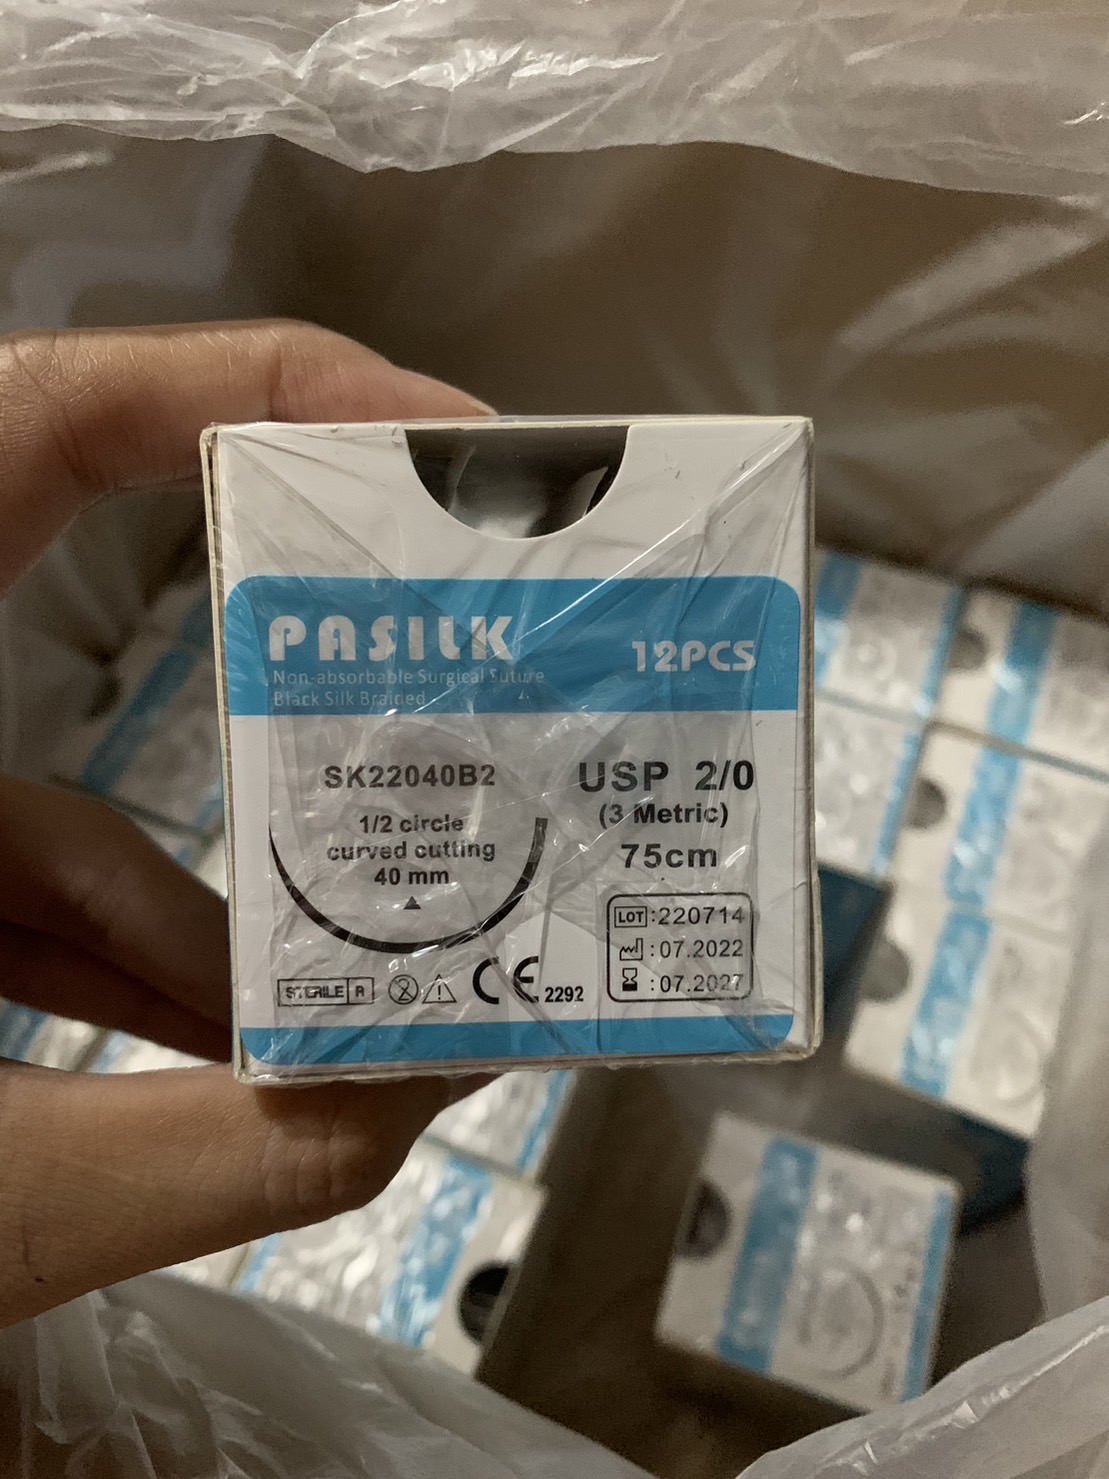 PASILK
12PCS
Non-absorbable Surgical Suture
Black Silk Braided
SK22040B2
1/2 circle
curved cutting
40 mm
USP 2/0
(3 Metric)
75cm
LOT :220714
:07.2022
:07.2027
STERILE R
2
CE 2292